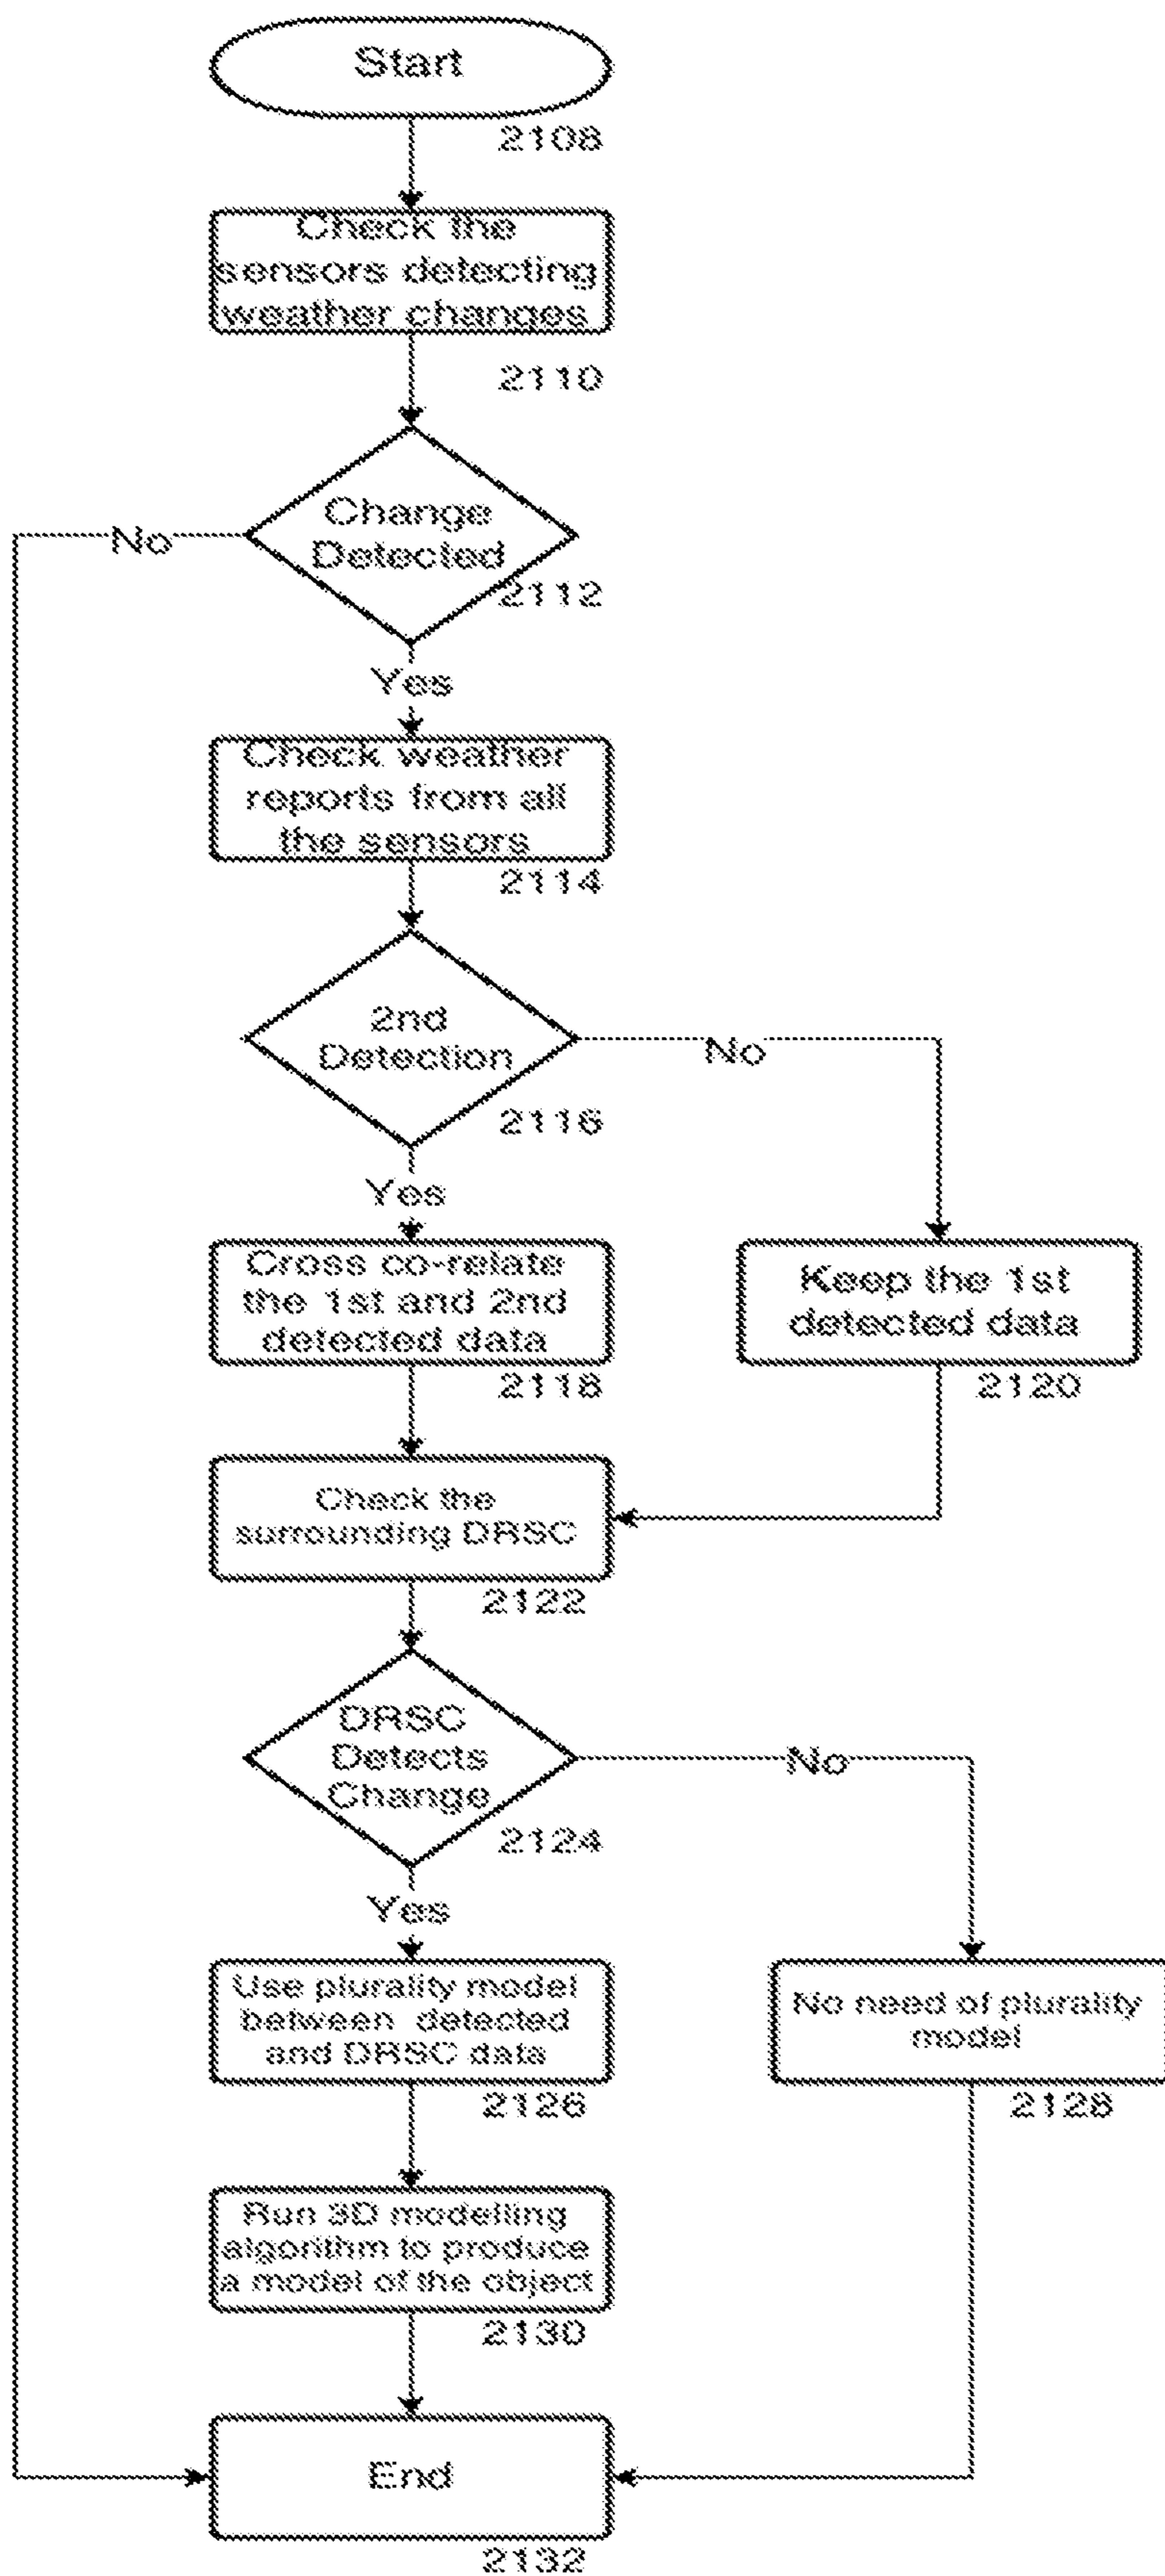 Start
2108
Check the
sensors detecting
weather changes
2110
Change
Detected
2112
No
Yes
Check weather
reports from all
the sensors
2114
2nd
Detection
2116
No
Yes
Cross co-relate
the 1st and 2nd
detected data
2118
Keep the 1st
detected data
2120
Check the
surrounding DRSC
2122
DRSC
Detects
Change
2124
No
Yes
Use plurality model
between detected
and DRSC data
2126
No need of plurality
model
2128
Run 3D modelling
algorithm to produce
a model of the object
2130
End
2132